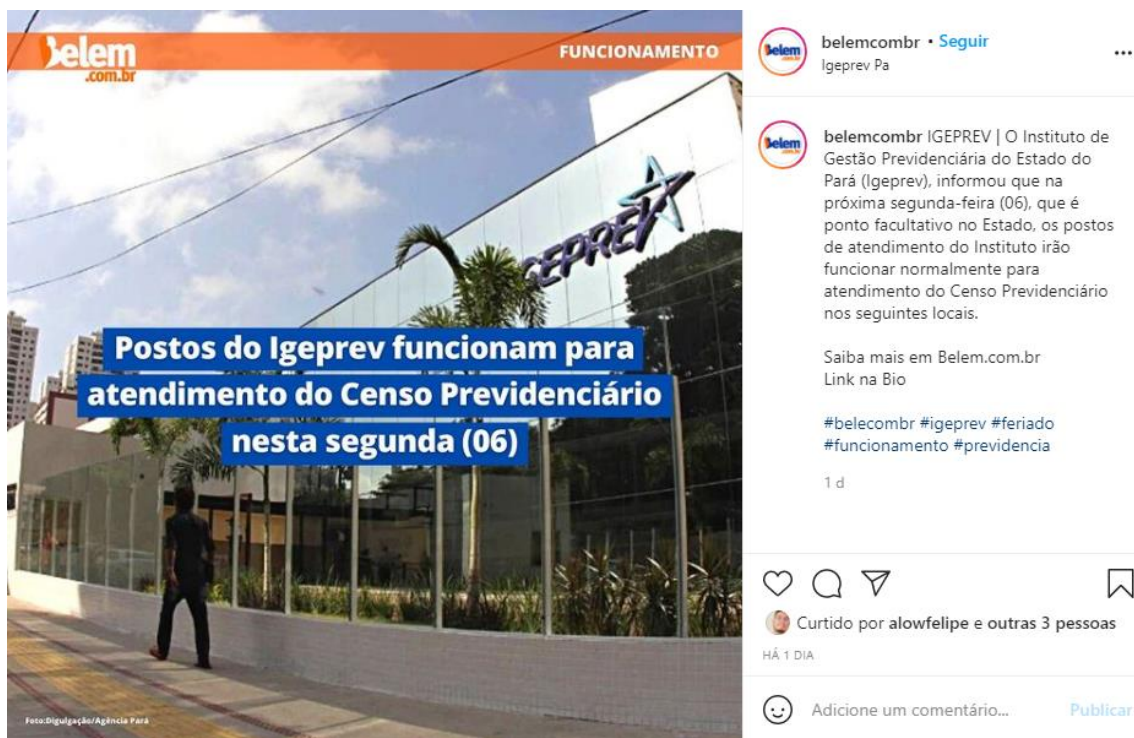 Belem
.com.br
FUNCIONAMENTO
IGEPREV
Postos do Igeprev funcionam para
atendimento do Censo Previdenciário
nesta segunda (06)
Foto:Digulgação/Agência Pará
Belem
belemcombr • Seguir
Igeprev Pa
Belem
belemcombr IGEPREV | O Instituto de
Gestão Previdenciária do Estado do
Pará (Igeprev), informou que na
próxima segunda-feira (06), que é
ponto facultativo no Estado, os postos
de atendimento do Instituto irão
funcionar normalmente para
atendimento do Censo Previdenciário
nos seguintes locais.
Saiba mais em Belem.com.br
Link na Bio
#belecombr #igeprev #feriado
#funcionamento #previdencia
1 d
Curtido por alowfelipe e outras 3 pessoas
HÁ 1 DIA
Adicione um comentário... Publicar